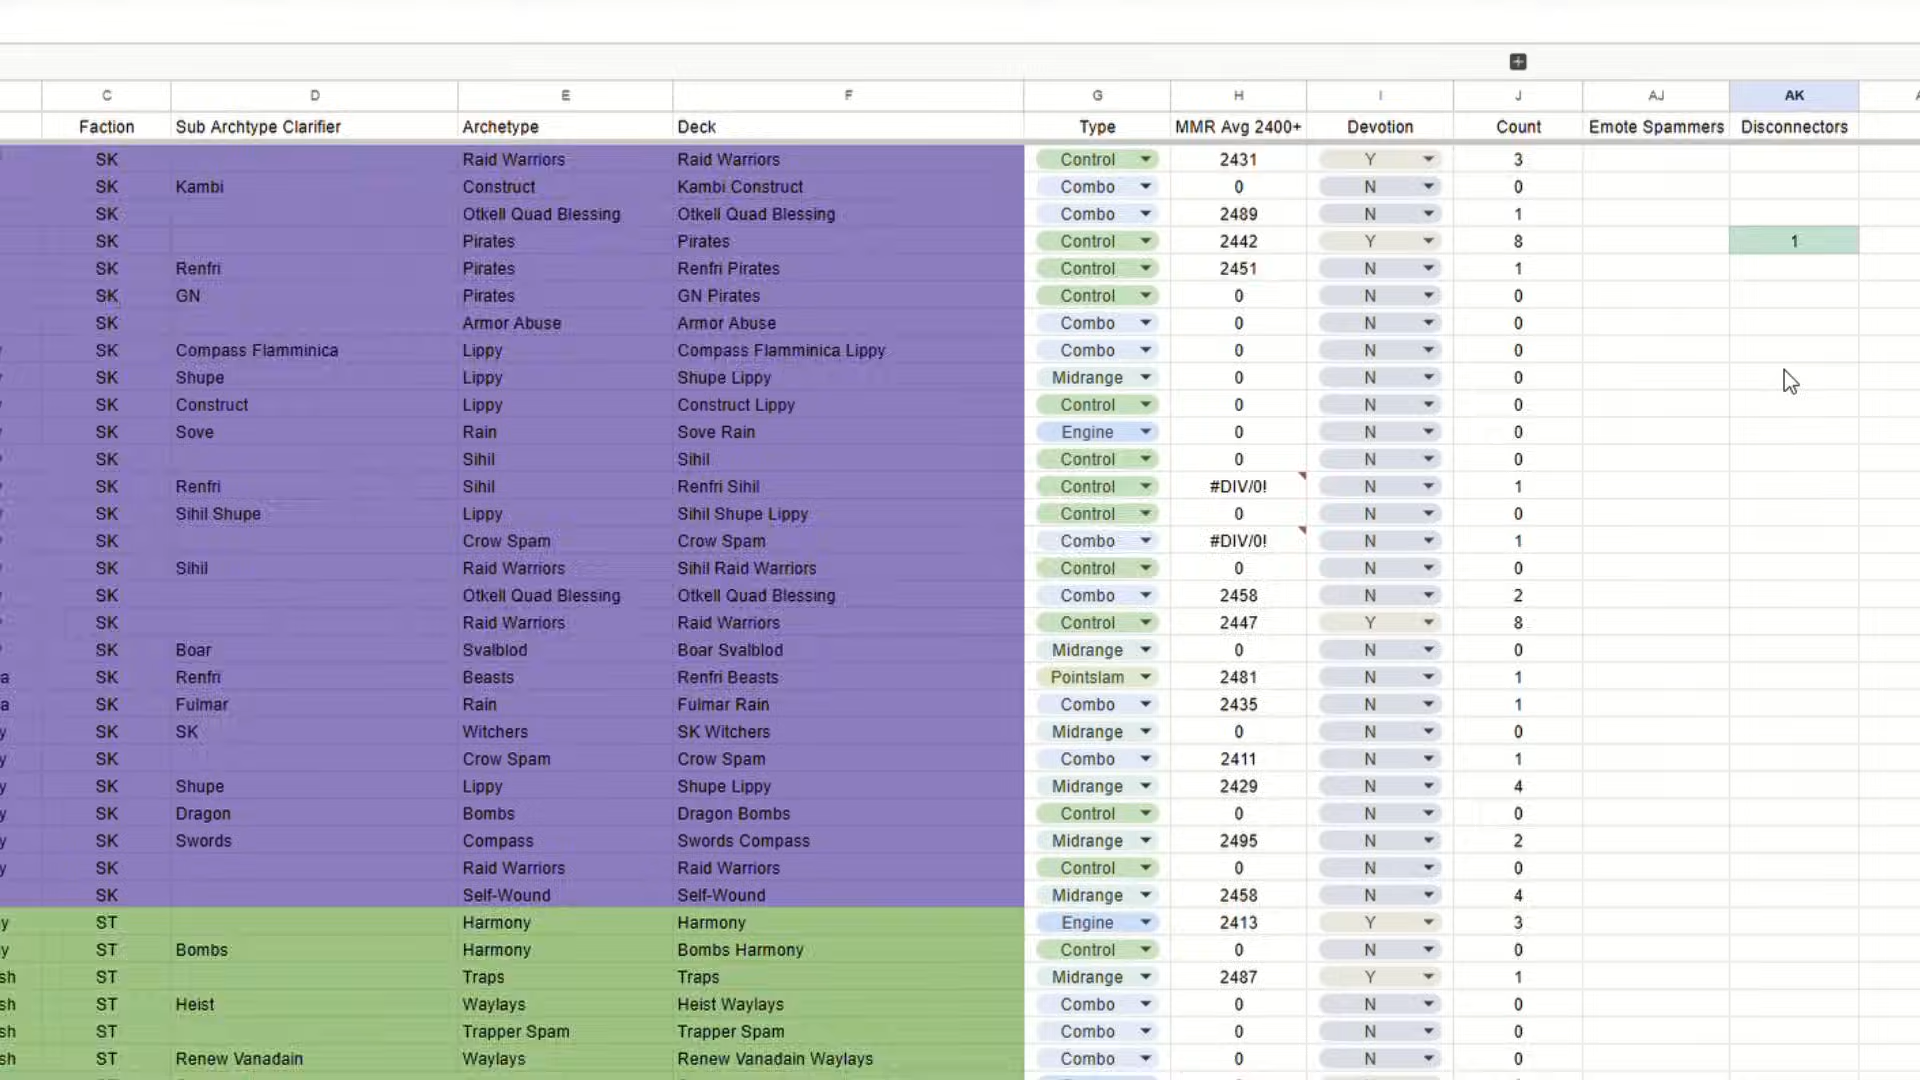 C D E F G H I J AJ AK
Faction Sub Archtype Clarifier Archetype Deck Type MMR Avg 2400+ Devotion Count Emote Spammers Disconnectors
SK Raid Warriors Raid Warriors Control 2431 Y 3
SK Kambi Construct Kambi Construct Combo 0 N 0
SK Otkell Quad Blessing Otkell Quad Blessing Combo 2489 N 1
SK Pirates Pirates Control 2442 Y 8 1
SK Renfri Pirates Renfri Pirates Control 2451 N 1
SK GN Pirates GN Pirates Control 0 N 0
SK Armor Abuse Armor Abuse Combo 0 N 0
SK Compass Flamminica Lippy Compass Flamminica Lippy Combo 0 N 0
SK Shupe Lippy Shupe Lippy Midrange 0 N 0
SK Construct Lippy Construct Lippy Control 0 N 0
SK Sove Rain Sove Rain Engine 0 N 0
SK Sihil Sihil Control 0 N 0
SK Renfri Sihil Renfri Sihil Control #DIV/0! N 1
SK Sihil Shupe Lippy Sihil Shupe Lippy Control 0 N 0
SK Crow Spam Crow Spam Combo #DIV/0! N 1
SK Sihil Raid Warriors Sihil Raid Warriors Control 0 N 0
SK Otkell Quad Blessing Otkell Quad Blessing Combo 2458 N 2
SK Raid Warriors Raid Warriors Control 2447 Y 8
SK Boar Svalblod Boar Svalblod Midrange 0 N 0
a SK Renfri Beasts Renfri Beasts Pointslam 2481 N 1
a SK Fulmar Rain Fulmar Rain Combo 2435 N 1
y SK SK Witchers SK Witchers Midrange 0 N 0
y SK Crow Spam Crow Spam Combo 2411 N 1
y SK Shupe Lippy Shupe Lippy Midrange 2429 N 4
y SK Dragon Bombs Dragon Bombs Control 0 N 0
y SK Swords Compass Swords Compass Midrange 2495 N 2
y SK Raid Warriors Raid Warriors Control 0 N 0
SK Self-Wound Self-Wound Midrange 2458 N 4
y ST Harmony Harmony Engine 2413 Y 3
y ST Bombs Harmony Bombs Harmony Control 0 N 0
sh ST Traps Traps Midrange 2487 Y 1
sh ST Heist Waylays Heist Waylays Combo 0 N 0
sh ST Trapper Spam Trapper Spam Combo 0 N 0
sh ST Renew Vanadain Waylays Renew Vanadain Waylays Combo 0 N 0